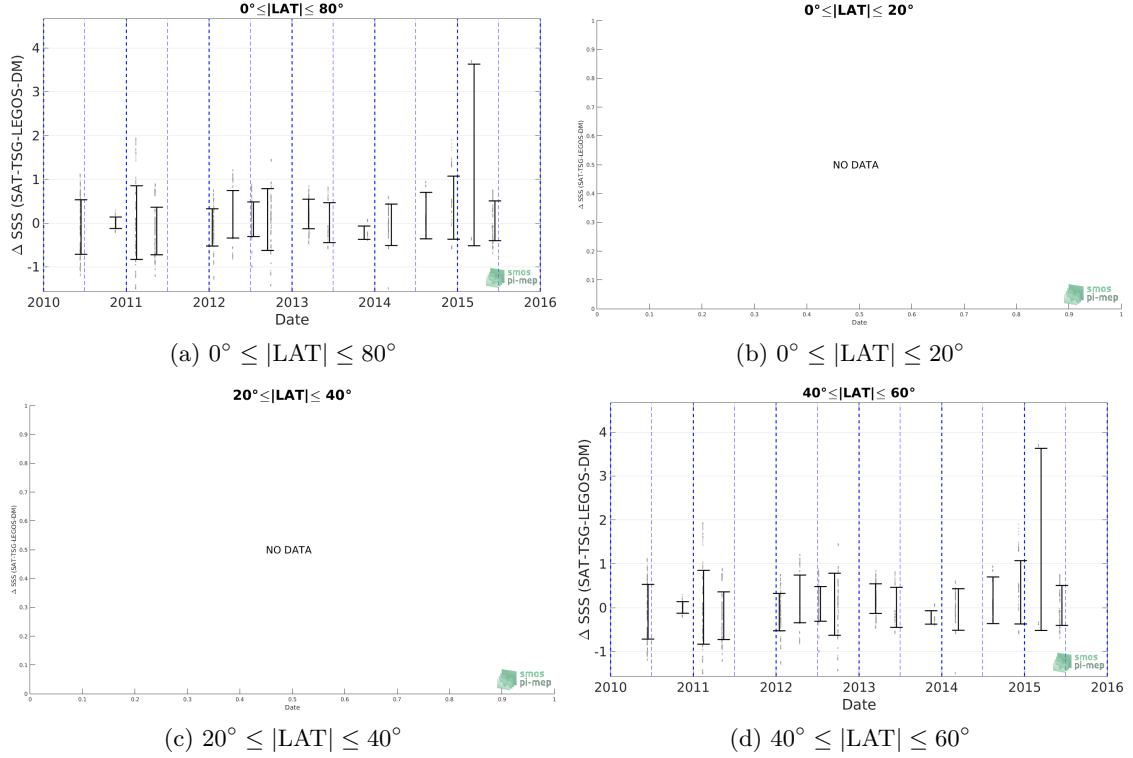 0°≤|LAT|≤ 80°
Δ SSS (SAT-TSG-LEGOS-DM)
4
3
2
1
0
-1
2010 2011 2012 2013 2014 2015 2016
Date
smos
pi-mep
(a) 0° ≤ |LAT| ≤ 80°
0°≤|LAT|≤ 20°
Δ SSS (SAT-TSG-LEGOS-DM)
1
0.9
0.8
0.7
0.6
0.5
0.4
0.3
0.2
0.1
0
NO DATA
0 0.1 0.2 0.3 0.4 0.5 0.6 0.7 0.8 0.9 1
Date
smos
pi-mep
(b) 0° ≤ |LAT| ≤ 20°
20°≤|LAT|≤ 40°
Δ SSS (SAT-TSG-LEGOS-DM)
1
0.9
0.8
0.7
0.6
0.5
0.4
0.3
0.2
0.1
0
NO DATA
0 0.1 0.2 0.3 0.4 0.5 0.6 0.7 0.8 0.9 1
Date
smos
pi-mep
(c) 20° ≤ |LAT| ≤ 40°
40°≤|LAT|≤ 60°
Δ SSS (SAT-TSG-LEGOS-DM)
4
3
2
1
0
-1
2010 2011 2012 2013 2014 2015 2016
Date
smos
pi-mep
(d) 40° ≤ |LAT| ≤ 60°